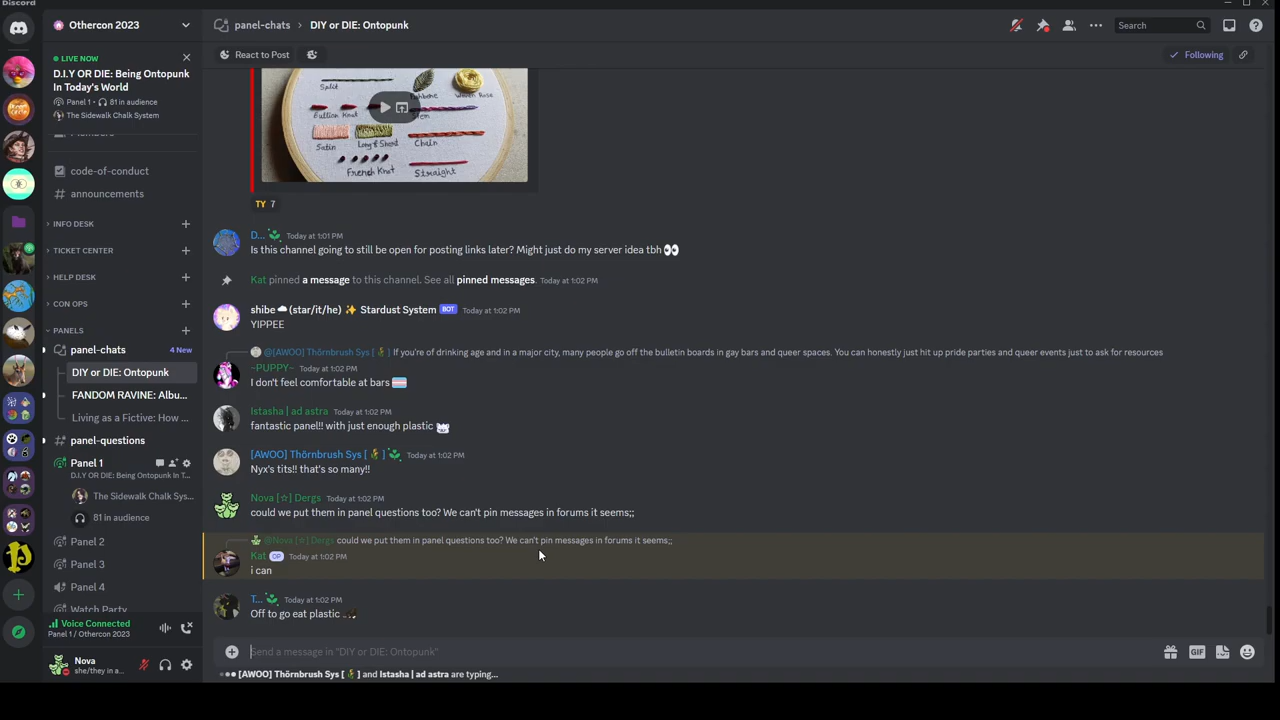 Discord
Othercon 2023
panel-chats
DIY or DIE: Ontopunk
Search
LIVE NOW
D.I.Y OR DIE: Being Ontopunk
In Today's World
Panel 1 • 81 in audience
The Sidewalk Chalk System
code-of-conduct
announcements
INFO DESK
TICKET CENTER
HELP DESK
CON OPS
PANELS
panel-chats
4 New
DIY or DIE: Ontopunk
FANDOM RAVINE: Albu...
Living as a Fictive: How ...
panel-questions
Panel 1
D.I.Y OR DIE: Being Ontopunk In T...
The Sidewalk Chalk Sys...
81 in audience
Panel 2
Panel 3
Panel 4
Watch Party
Voice Connected
Panel 1 / Othercon 2023
Nova
she/they in a...
React to Post
Following
Split
Fishbone
Woven Rose
Bullion Knot
Stem
Satin
Long & Short
Chain
French Knot
Straight
TY 7
D... Today at 1:01 PM
Is this channel going to still be open for posting links later? Might just do my server idea tbh 👀
Kat pinned a message to this channel. See all pinned messages. Today at 1:02 PM
shibe ☁(star/it/he) ✨ Stardust System BOT Today at 1:02 PM
YIPPEE
@[AWOO] Thörnbrush Sys [ ] If you're of drinking age and in a major city, many people go off the bulletin boards in gay bars and queer spaces. You can honestly just hit up pride parties and queer events just to ask for resources
~PUPPY~ Today at 1:02 PM
I don't feel comfortable at bars
Istasha | ad astra Today at 1:02 PM
fantastic panel!! with just enough plastic
[AWOO] Thörnbrush Sys [ ] Today at 1:02 PM
Nyx's tits!! that's so many!!
Nova [☆] Dergs Today at 1:02 PM
could we put them in panel questions too? We can't pin messages in forums it seems;;
@Nova [☆] Dergs could we put them in panel questions too? We can't pin messages in forums it seems;;
Kat OP Today at 1:02 PM
i can
T... Today at 1:02 PM
Off to go eat plastic
Send a message in "DIY or DIE: Ontopunk"
GIF
[AWOO] Thörnbrush Sys [ ] and Istasha | ad astra are typing...